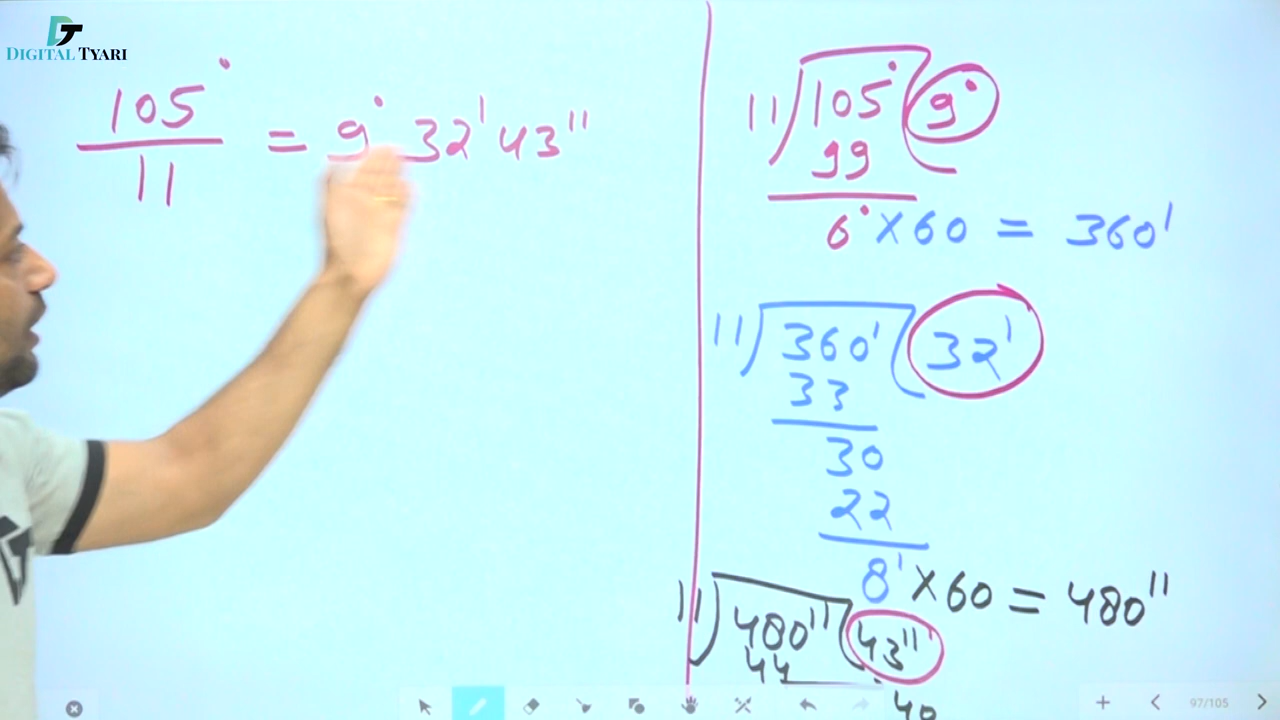 DT
DIGITAL TYARI
105° / 11 = 9° 32' 43"
11) 105° (9°
99
6° × 60 = 360'
11) 360' (32'
33
30
22
8' × 60 = 480"
11) 480" (43"
44
40
97/105